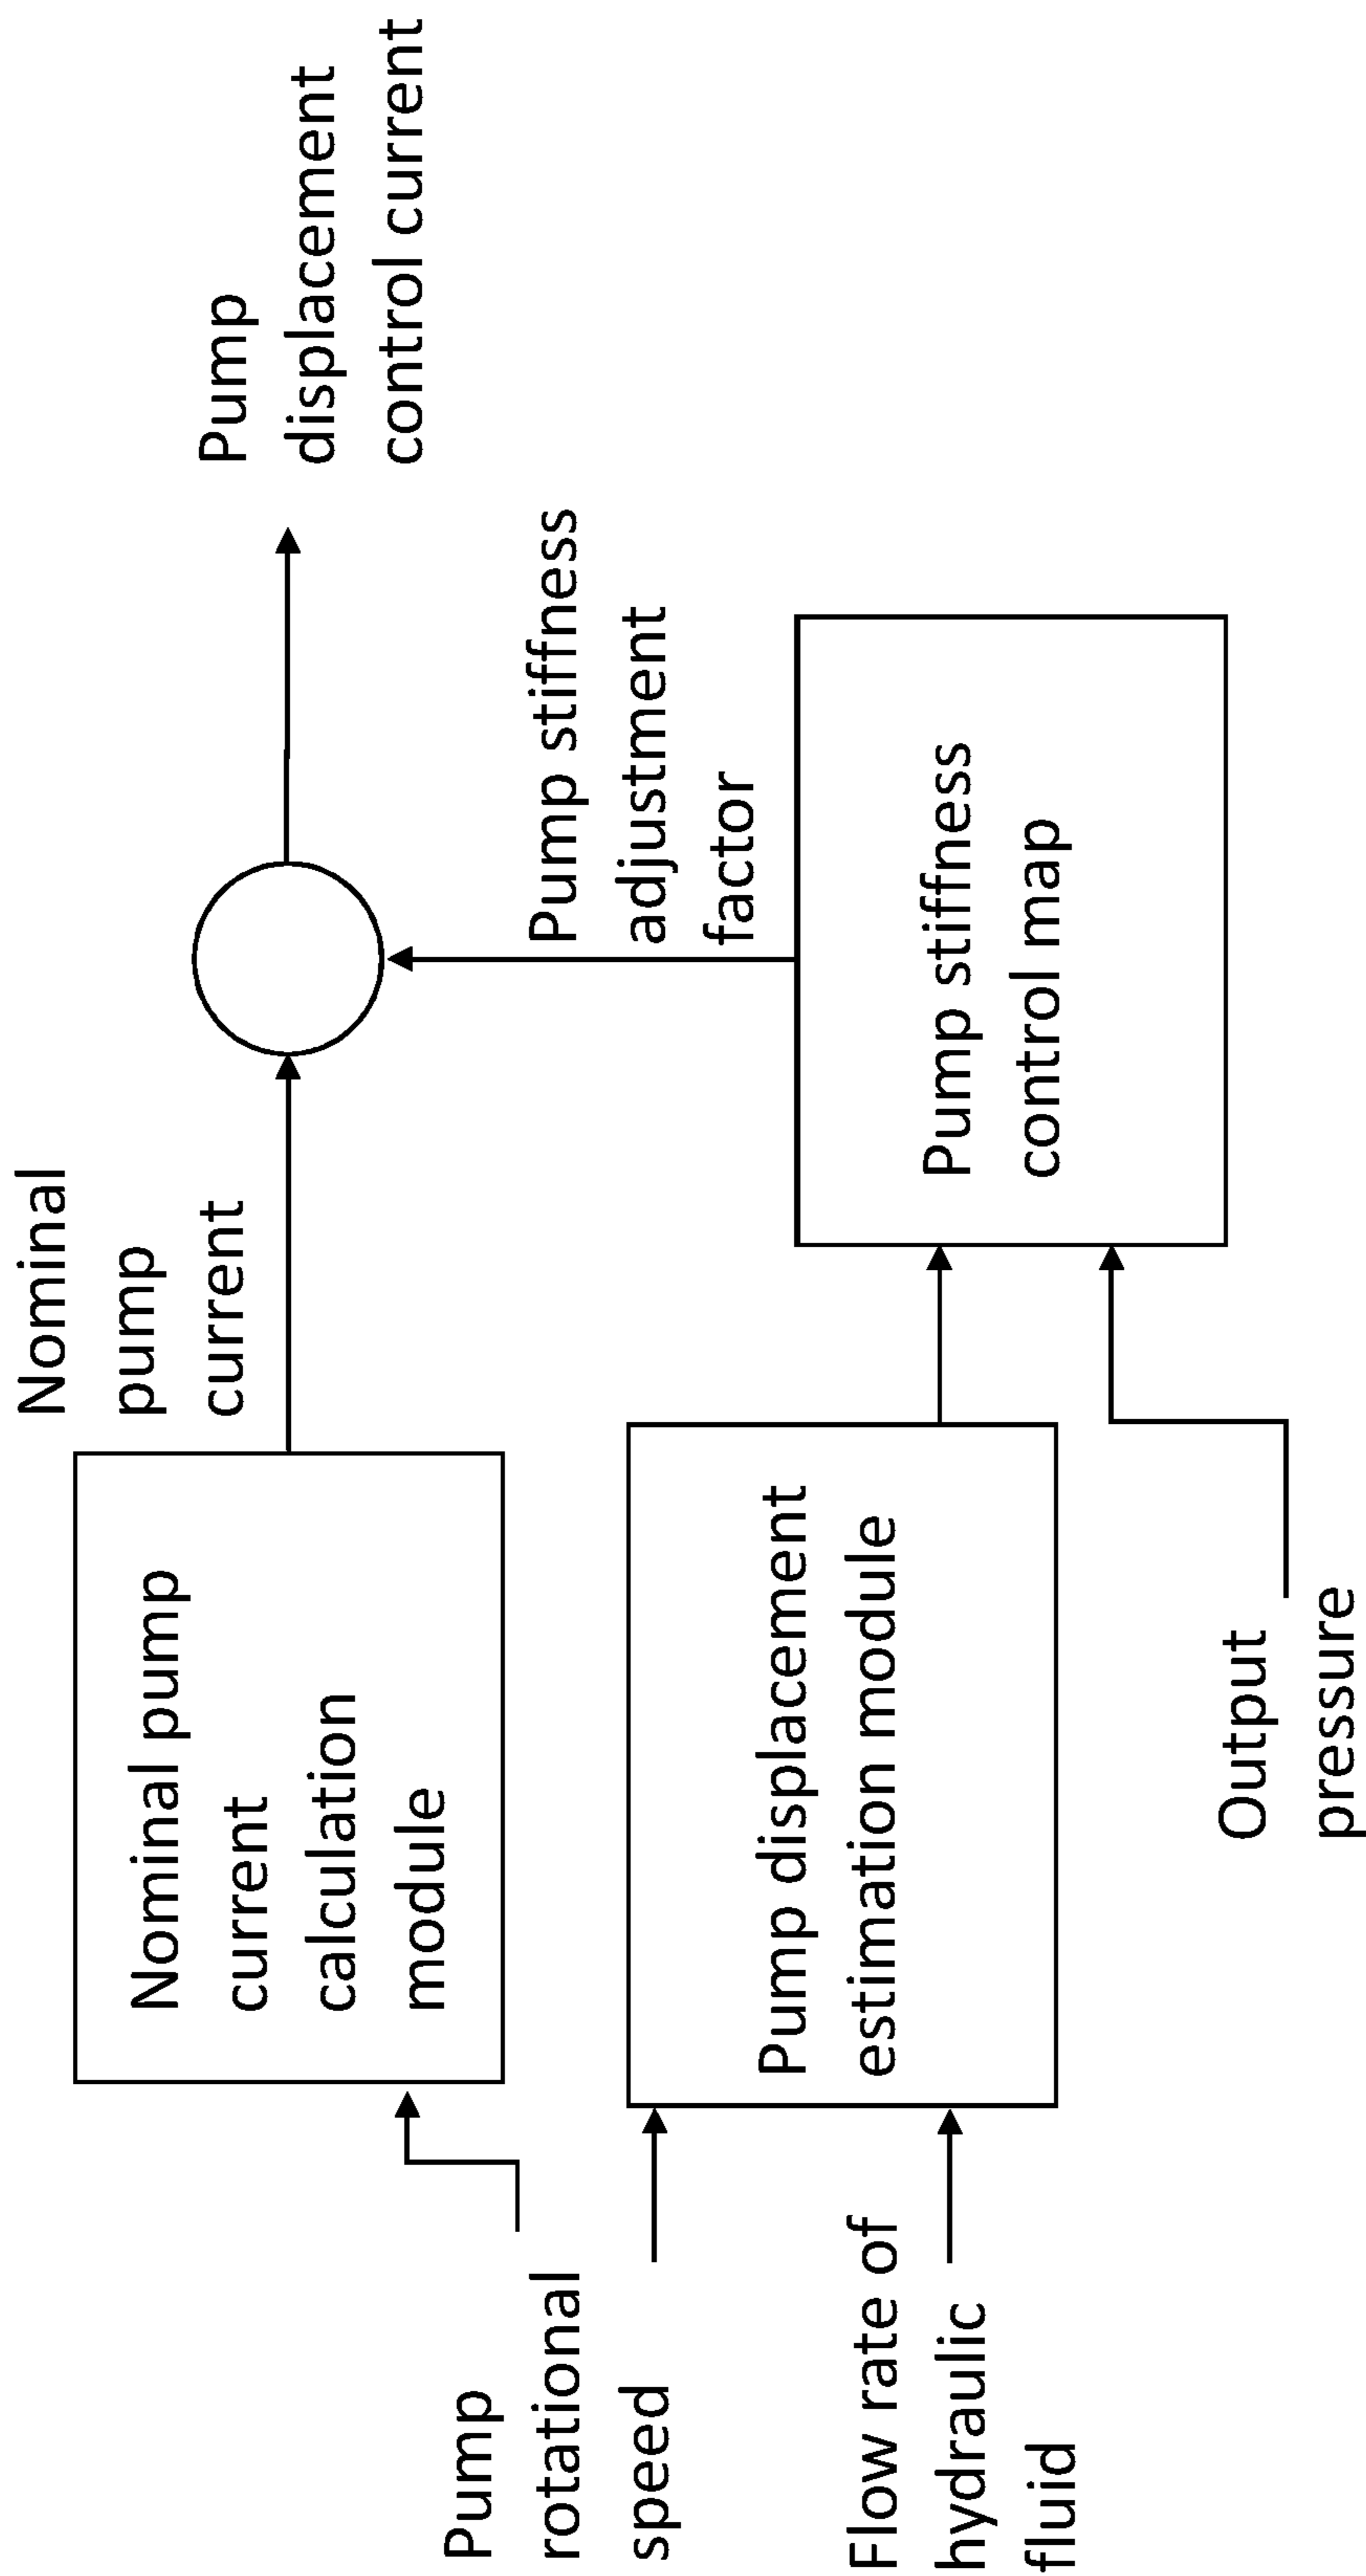 Pump
rotational
speed
Flow rate of
hydraulic
fluid
Nominal pump
current
calculation
module
Pump displacement
estimation module
Output
pressure
Nominal
pump
current
Pump stiffness
control map
Pump stiffness
adjustment
factor
Pump
displacement
control current